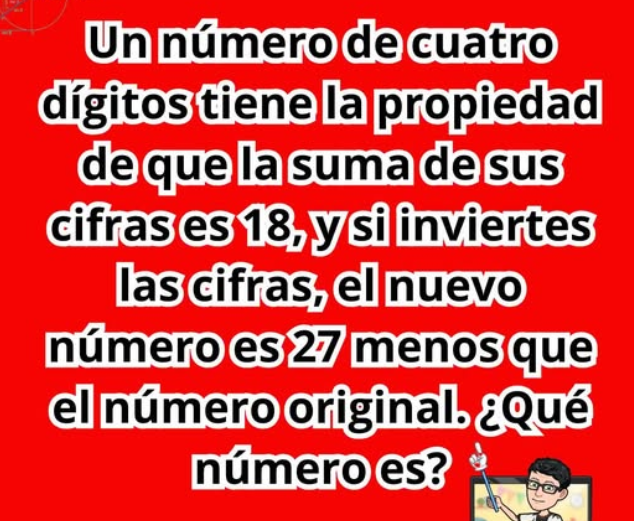 Un número de cuatro
dígitos tiene la propiedad
de que la suma de sus
cifras es 18, y si inviertes
las cifras, el nuevo
número es 27 menos que
el número original. ¿Qué
número es?